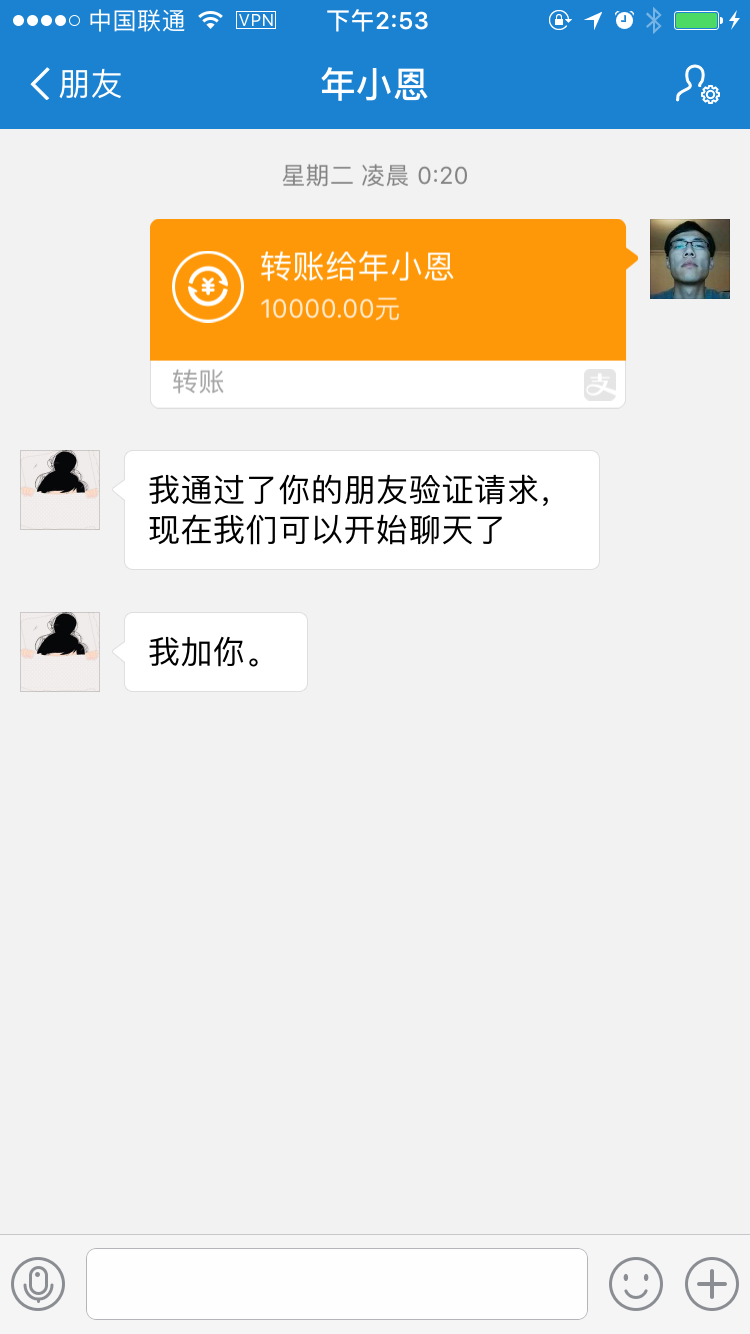 中国联通 VPN 下午2:53
朋友 年小恩
星期二 凌晨 0:20
转账给年小恩
10000.00元
转账 支
我通过了你的朋友验证请求，
现在我们可以开始聊天了
我加你。